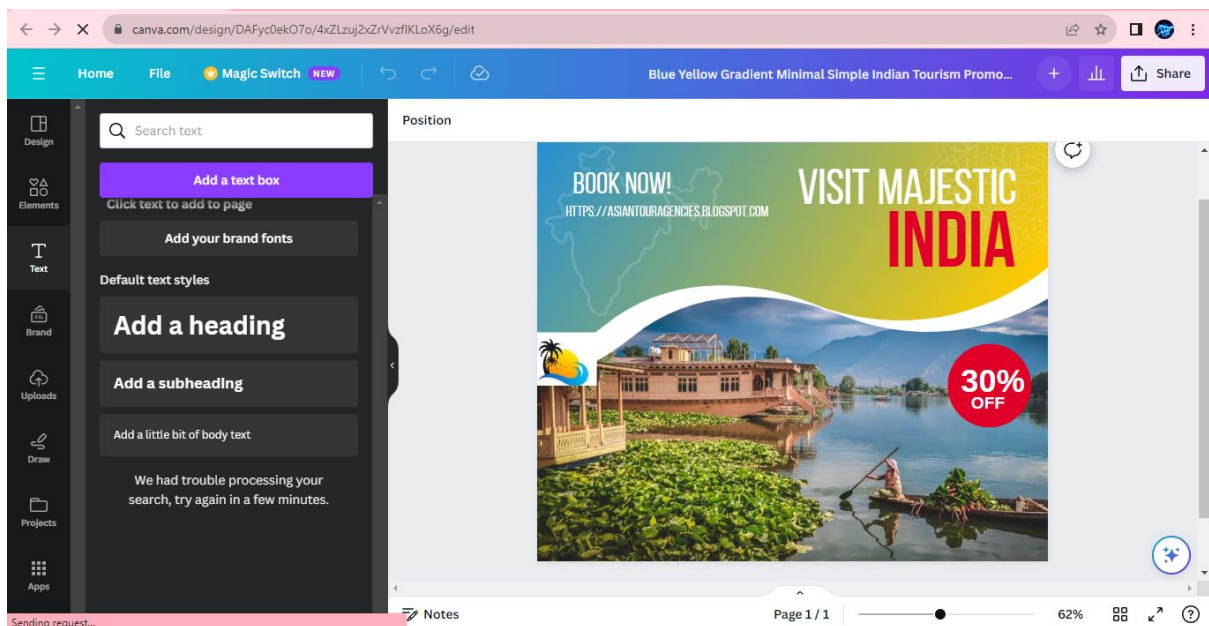 canva.com/design/DAFyc0ekO7o/4xZLzuj2xZrVvzflKLoX6g/edit
Home File Magic Switch NEW Blue Yellow Gradient Minimal Simple Indian Tourism Promo... Share
Design
Elements
Text
Brand
Uploads
Draw
Projects
Apps
Search text
Add a text box
Click text to add to page
Add your brand fonts
Default text styles
Add a heading
Add a subheading
Add a little bit of body text
We had trouble processing your
search, try again in a few minutes.
Position
BOOK NOW!
HTTPS://ASIANTOURAGENCIES.BLOGSPOT.COM
VISIT MAJESTIC
INDIA
30%
OFF
Notes Page 1 / 1 62%
Sending request...